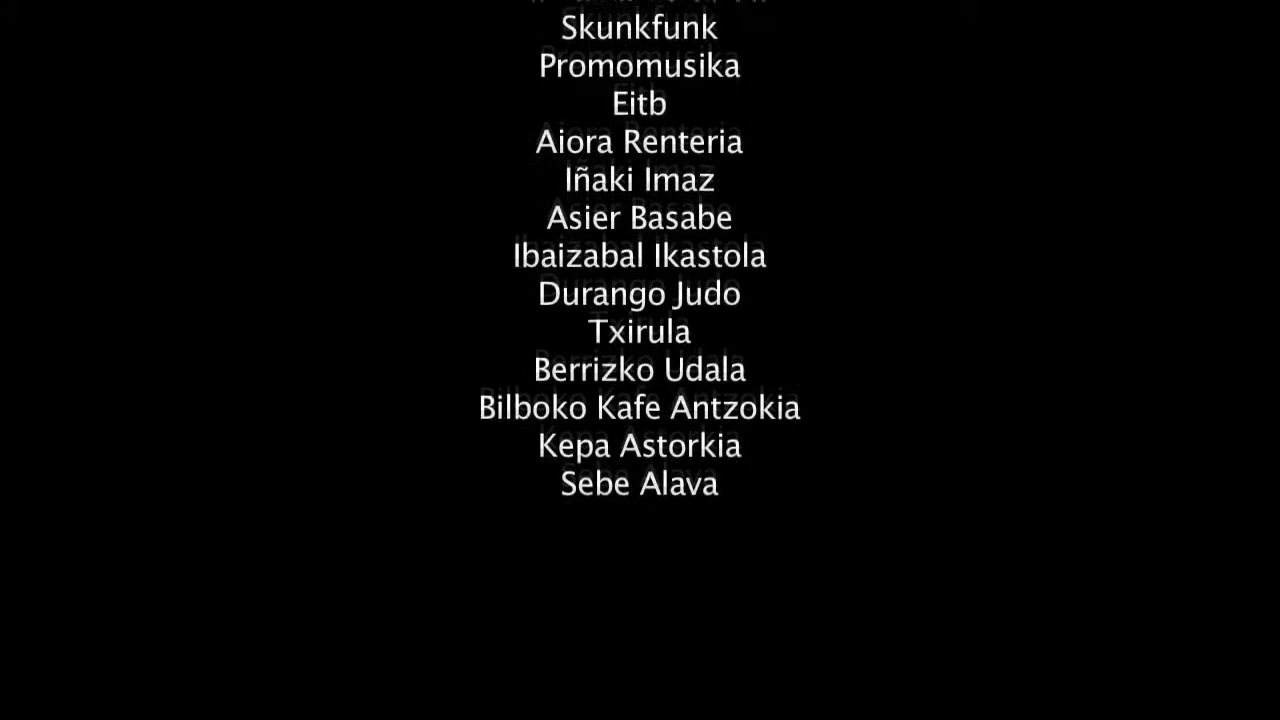 Skunkfunk
Promomusika
Eitb
Aiora Renteria
Iñaki Imaz
Asier Basabe
Ibaizabal Ikastola
Durango Judo
Txirula
Berrizko Udala
Bilboko Kafe Antzokia
Kepa Astorkia
Sebe Alava